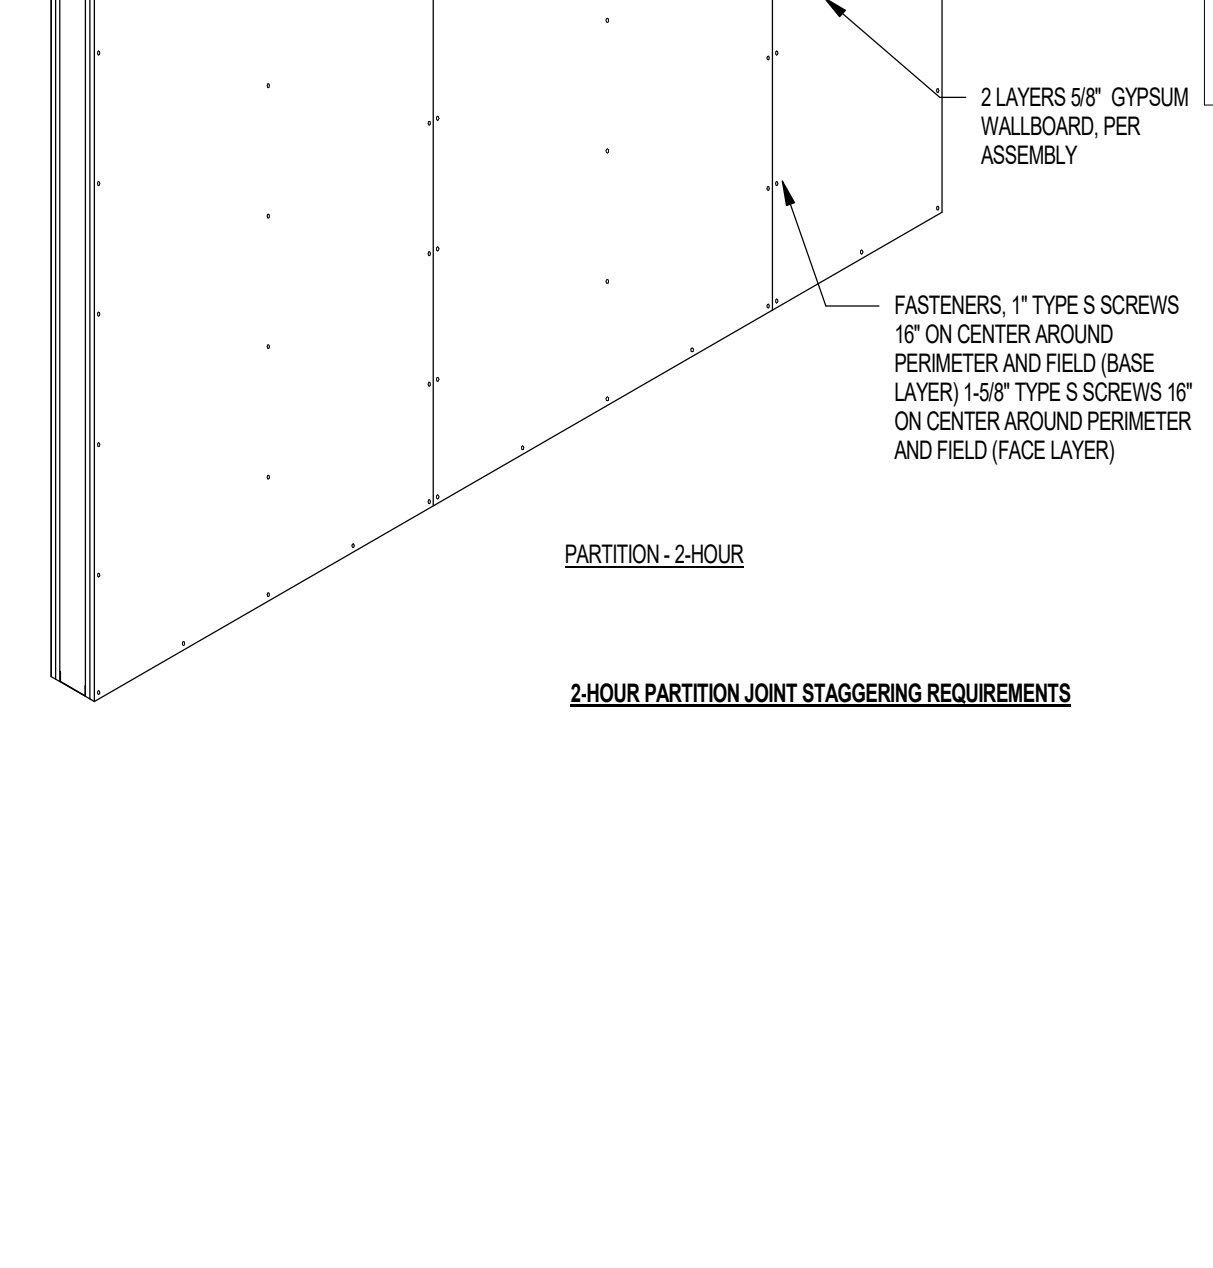 2 LAYERS 5/8" GYPSUM
WALLBOARD, PER
ASSEMBLY
FASTENERS, 1" TYPE S SCREWS
16" ON CENTER AROUND
PERIMETER AND FIELD (BASE
LAYER) 1-5/8" TYPE S SCREWS 16"
ON CENTER AROUND PERIMETER
AND FIELD (FACE LAYER)
PARTITION - 2-HOUR
2-HOUR PARTITION JOINT STAGGERING REQUIREMENTS